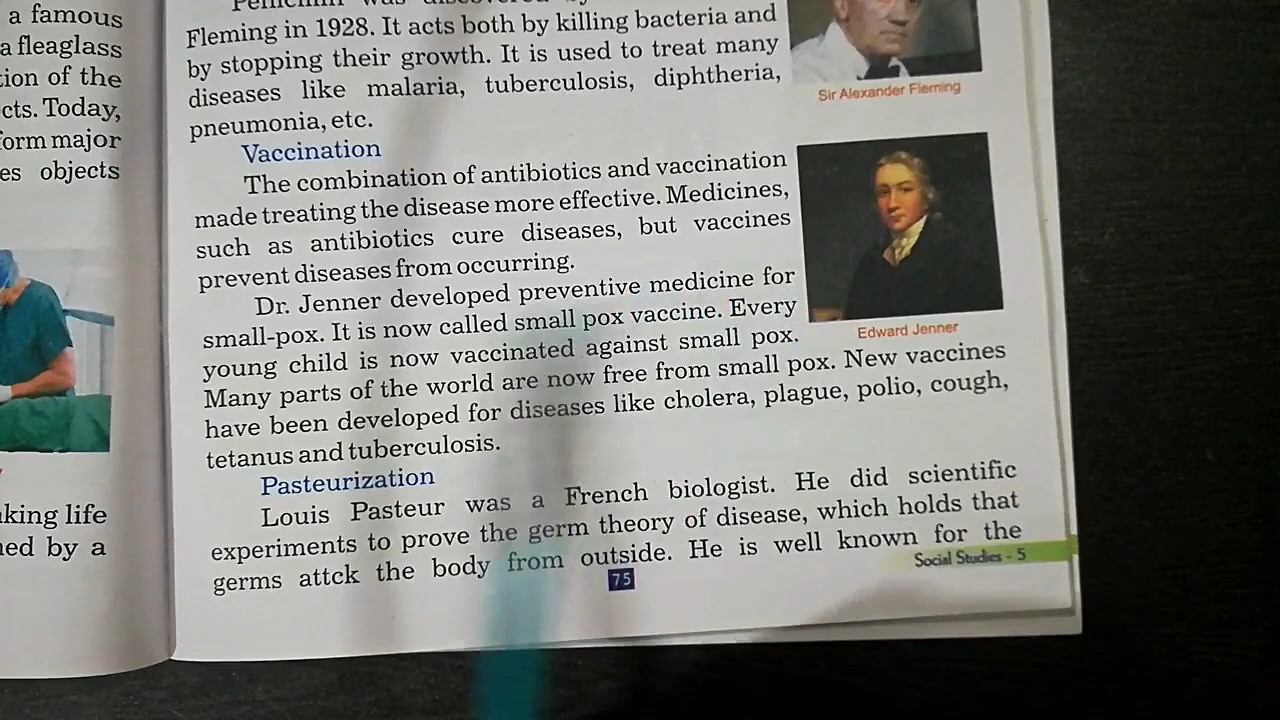 a famous
a fleaglass
tion of the
cts. Today,
form major
es objects
king life
ed by a
Fleming in 1928. It acts both by killing bacteria and
by stopping their growth. It is used to treat many
diseases like malaria, tuberculosis, diphtheria,
pneumonia, etc.
Sir Alexander Fleming
Vaccination
The combination of antibiotics and vaccination
made treating the disease more effective. Medicines,
such as antibiotics cure diseases, but vaccines
prevent diseases from occurring.
Dr. Jenner developed preventive medicine for
small-pox. It is now called small pox vaccine. Every
young child is now vaccinated against small pox.
Edward Jenner
Many parts of the world are now free from small pox. New vaccines
have been developed for diseases like cholera, plague, polio, cough,
tetanus and tuberculosis.
Pasteurization
Louis Pasteur was a French biologist. He did scientific
experiments to prove the germ theory of disease, which holds that
germs attck the body from outside. He is well known for the
Social Studies - 5
75